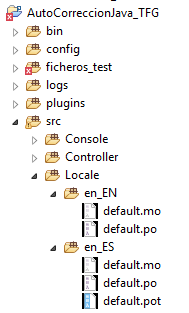 AutoCorreccionJava_TFG
bin
config
ficheros_test
logs
plugins
src
Console
Controller
Locale
en_EN
default.mo
default.po
en_ES
default.mo
default.po
default.pot